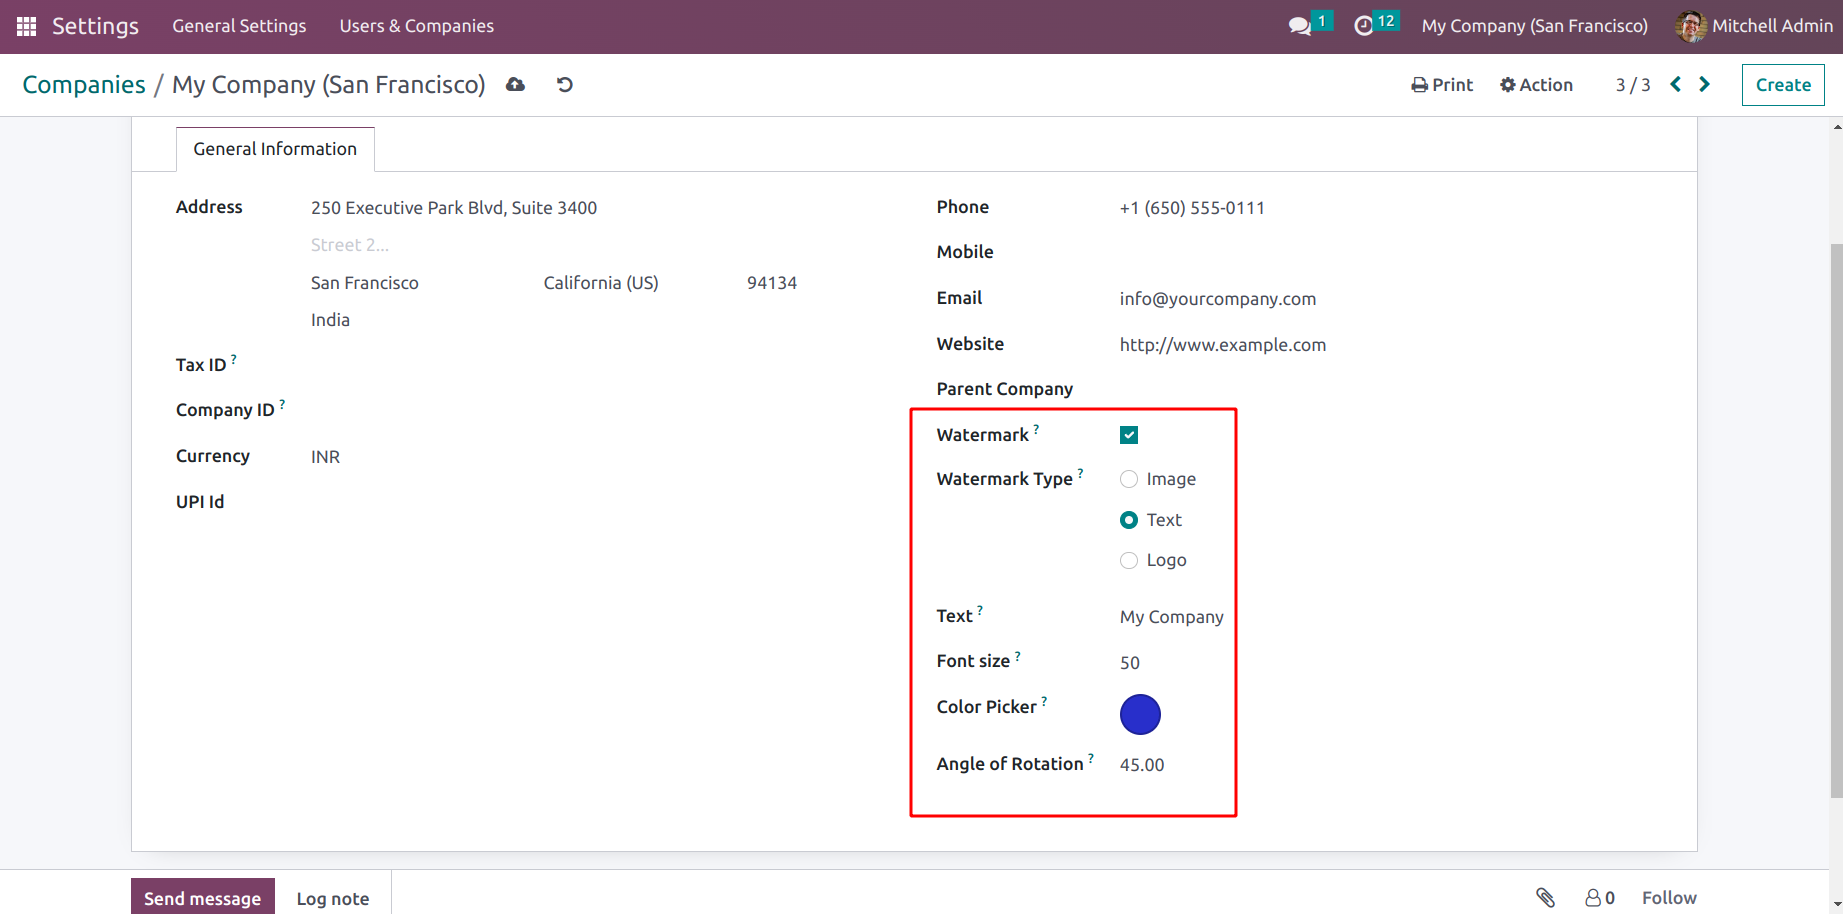 Settings General Settings Users & Companies 1 12 My Company (San Francisco) Mitchell Admin
Companies / My Company (San Francisco) Print Action 3 / 3 Create
General Information
Address 250 Executive Park Blvd, Suite 3400
Street 2...
San Francisco California (US) 94134
India
Tax ID ?
Company ID ?
Currency INR
UPI Id
Phone +1 (650) 555-0111
Mobile
Email info@yourcompany.com
Website http://www.example.com
Parent Company
Watermark ?
Watermark Type ? Image
Text
Logo
Text ? My Company
Font size ? 50
Color Picker ?
Angle of Rotation ? 45.00
Send message Log note 0 Follow